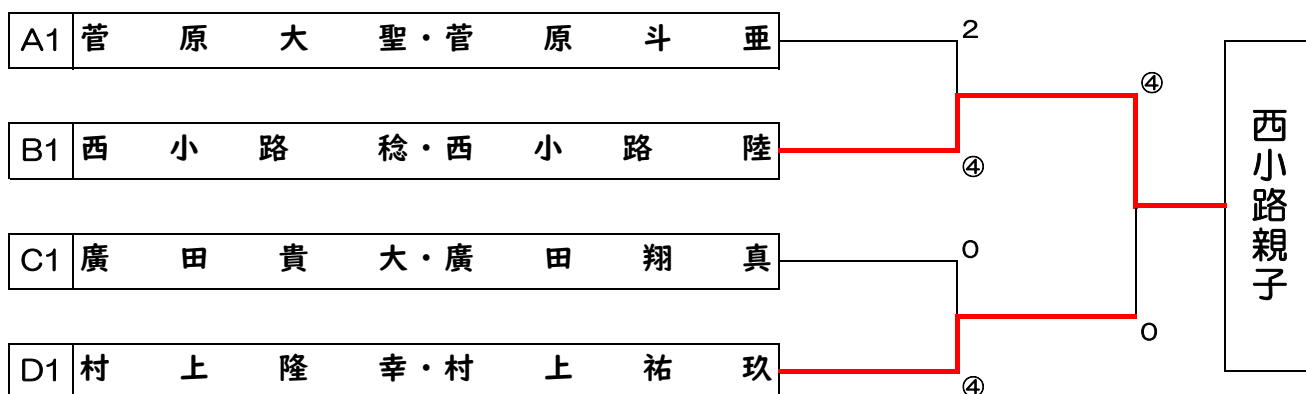 A1 菅原大聖・菅原斗亜 2
④
B1 西小路稔・西小路陸 ④
C1 廣田貴大・廣田翔真 0
0
D1 村上隆幸・村上祐玖 ④
西小路親子